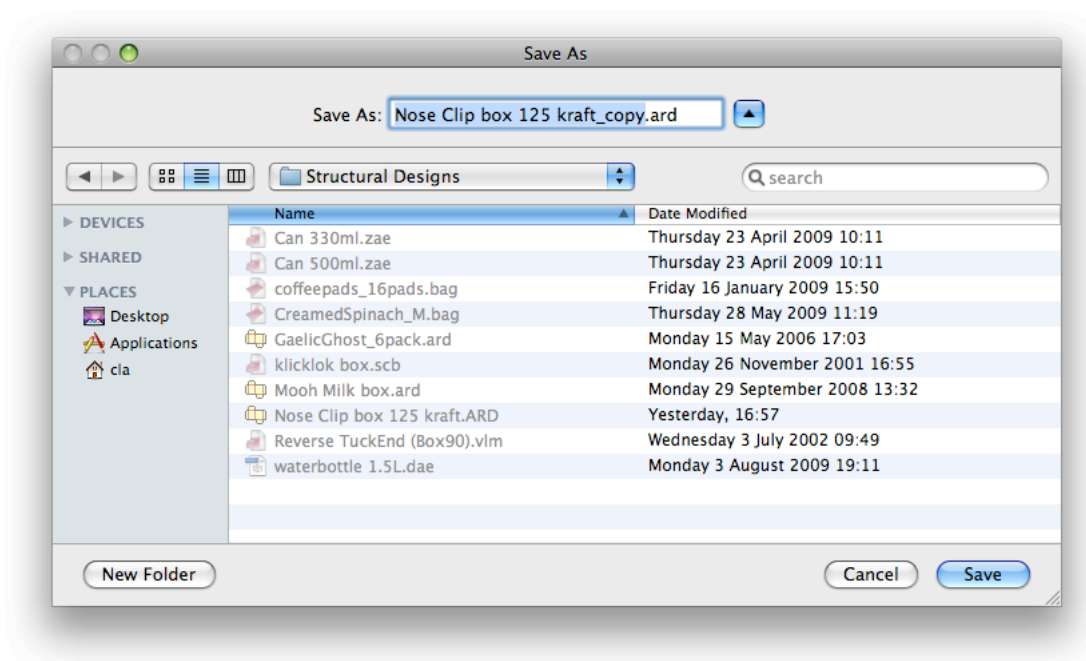 Save As
Save As: Nose Clip box 125 kraft_copy.ard
Structural Designs
search
DEVICES
SHARED
PLACES
Desktop
Applications
cla
Name Date Modified
Can 330ml.zae Thursday 23 April 2009 10:11
Can 500ml.zae Thursday 23 April 2009 10:11
coffeepads_16pads.bag Friday 16 January 2009 15:50
CreamedSpinach_M.bag Thursday 28 May 2009 11:19
GaelicGhost_6pack.ard Monday 15 May 2006 17:03
klicklok box.scb Monday 26 November 2001 16:55
Mooh Milk box.ard Monday 29 September 2008 13:32
Nose Clip box 125 kraft.ARD Yesterday, 16:57
Reverse TuckEnd (Box90).vlm Wednesday 3 July 2002 09:49
waterbottle 1.5L.dae Monday 3 August 2009 19:11
New Folder Cancel Save